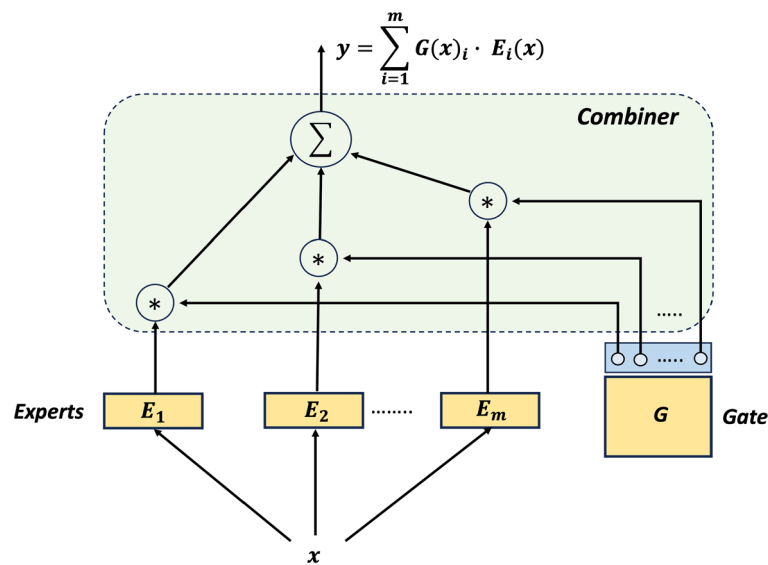 y = ∑_{i=1}^{m} G(x)_i · E_i(x)
Combiner
∑
*
*
*
.....
.....
Experts
E_1
E_2
........
E_m
G
Gate
x